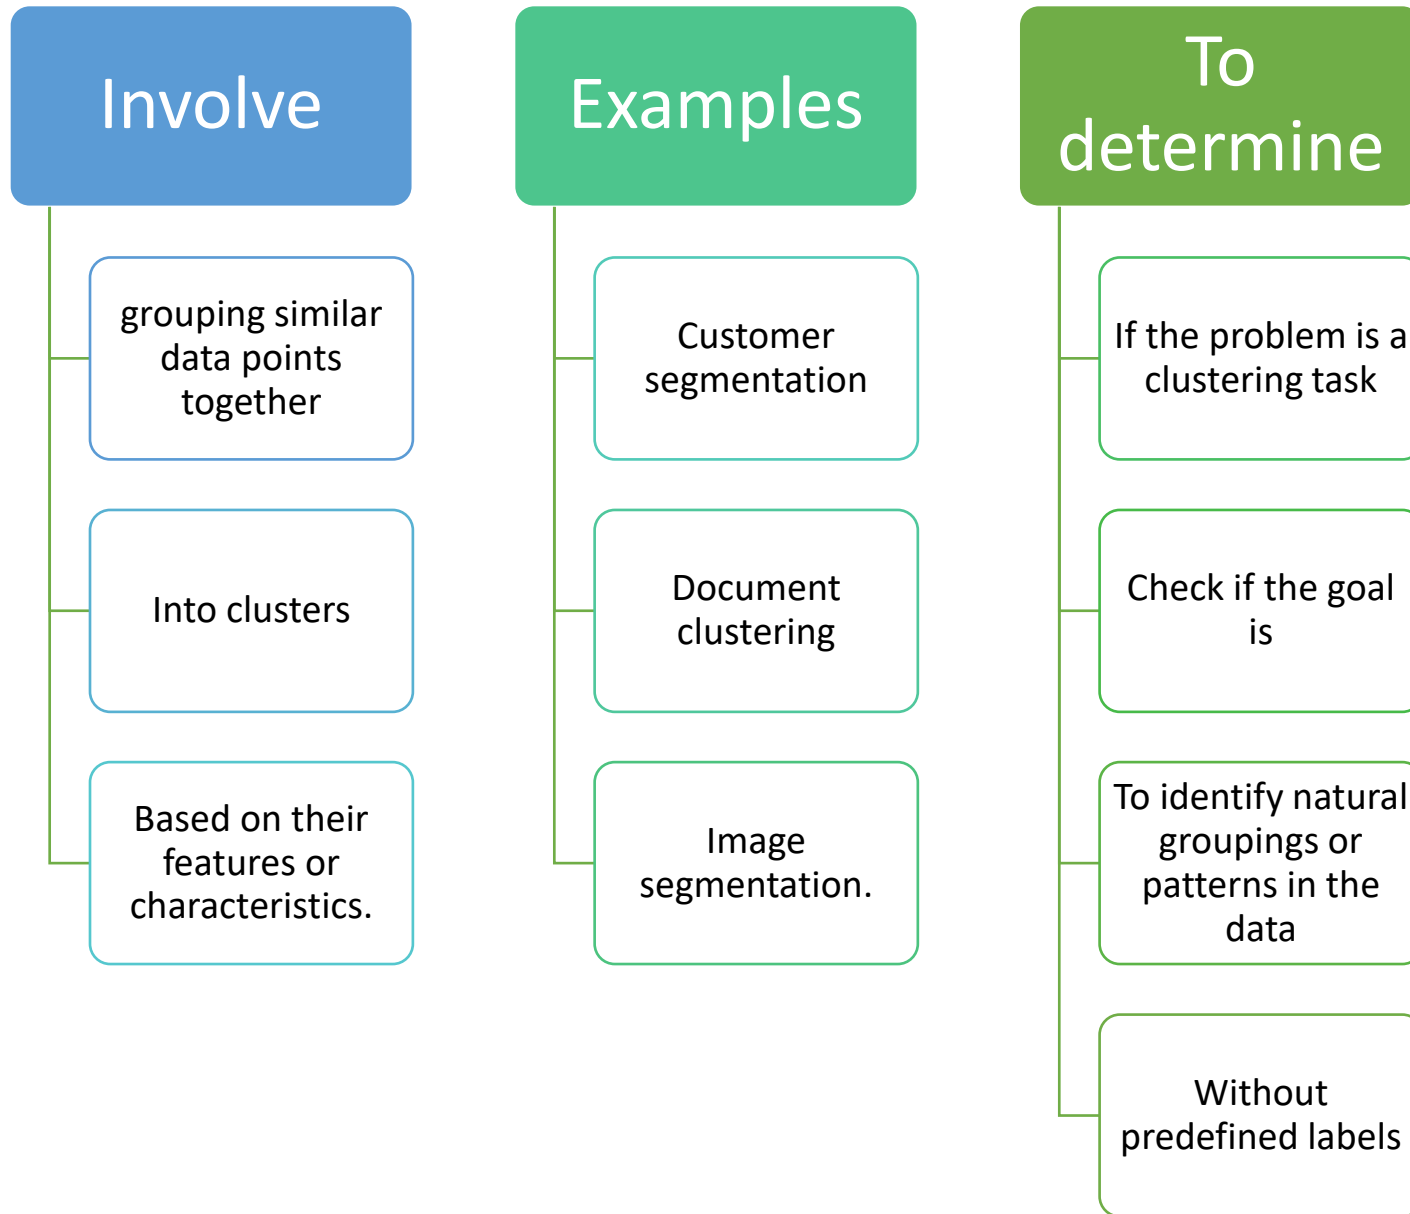 Involve
grouping similar
data points
together
Into clusters
Based on their
features or
characteristics.
Examples
Customer
segmentation
Document
clustering
Image
segmentation.
To
determine
If the problem is a
clustering task
Check if the goal
is
To identify natural
groupings or
patterns in the
data
Without
predefined labels